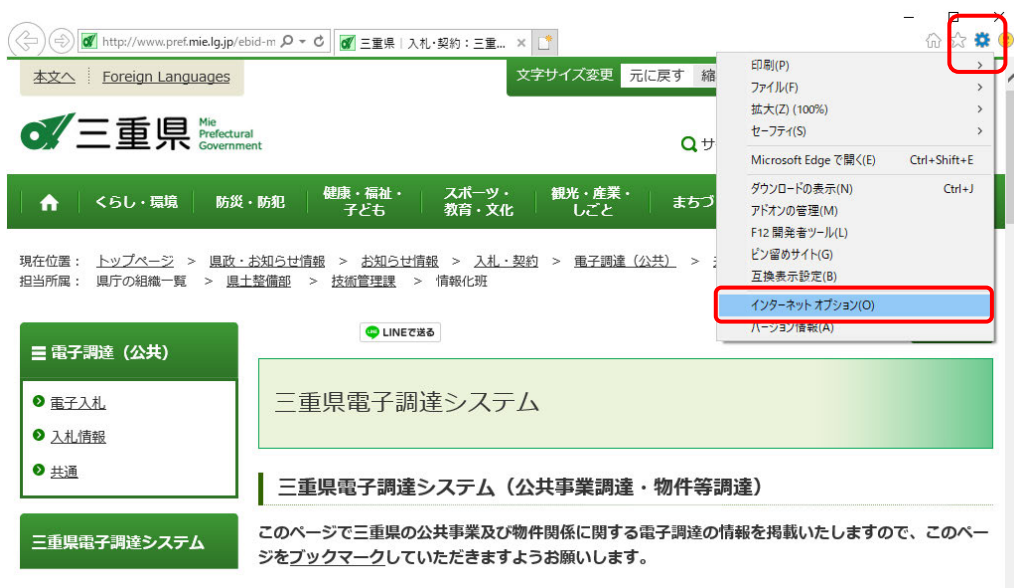 http://www.pref.mie.lg.jp/ebid-m
三重県｜入札・契約：三重...
本文へ Foreign Languages
文字サイズ変更 元に戻す 縮
三重県 Mie Prefectural Government
サ
くらし・環境 防災・防犯 健康・福祉・子ども スポーツ・教育・文化 観光・産業・しごと まちづ
現在位置： トップページ > 県政・お知らせ情報 > お知らせ情報 > 入札・契約 > 電子調達（公共） >
担当所属： 県庁の組織一覧 > 県土整備部 > 技術管理課 > 情報化班
印刷(P)
ファイル(F)
拡大(Z) (100%)
セーフティ(S)
Microsoft Edge で開く(E) Ctrl+Shift+E
ダウンロードの表示(N) Ctrl+J
アドオンの管理(M)
F12 開発者ツール(L)
ピン留めサイト(G)
互換表示設定(B)
インターネット オプション(O)
バージョン情報(A)
LINEで送る
電子調達（公共）
電子入札
入札情報
共通
三重県電子調達システム
三重県電子調達システム
三重県電子調達システム（公共事業調達・物件等調達）
このページで三重県の公共事業及び物件関係に関する電子調達の情報を掲載いたしますので、このペー
ジをブックマークしていただきますようお願いします。